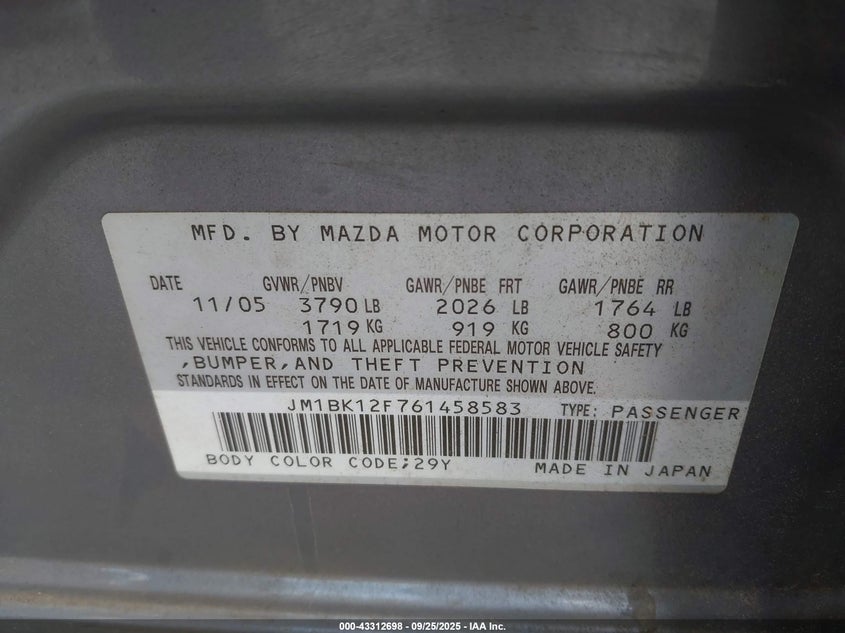 MFD. BY MAZDA MOTOR CORPORATION
DATE GVWR/PNBV GAWR/PNBE FRT GAWR/PNBE RR
11/05 3790 LB 2026 LB 1764 LB
1719 KG 919 KG 800 KG
THIS VEHICLE CONFORMS TO ALL APPLICABLE FEDERAL MOTOR VEHICLE SAFETY
,BUMPER,AND THEFT PREVENTION
STANDARDS IN EFFECT ON THE DATE OF MANUFACTURE SHOWN ABOVE.
JM1BK12F761458583 TYPE: PASSENGER
BODY COLOR CODE;29Y MADE IN JAPAN
000-43312698 - 09/25/2025 - IAA Inc.